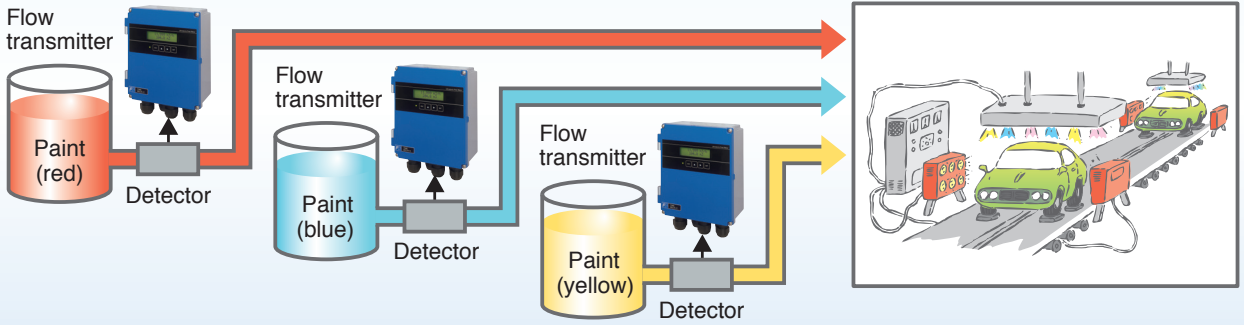 Flow
transmitter
Paint
(red)
Detector
Flow
transmitter
Paint
(blue)
Detector
Flow
transmitter
Paint
(yellow)
Detector